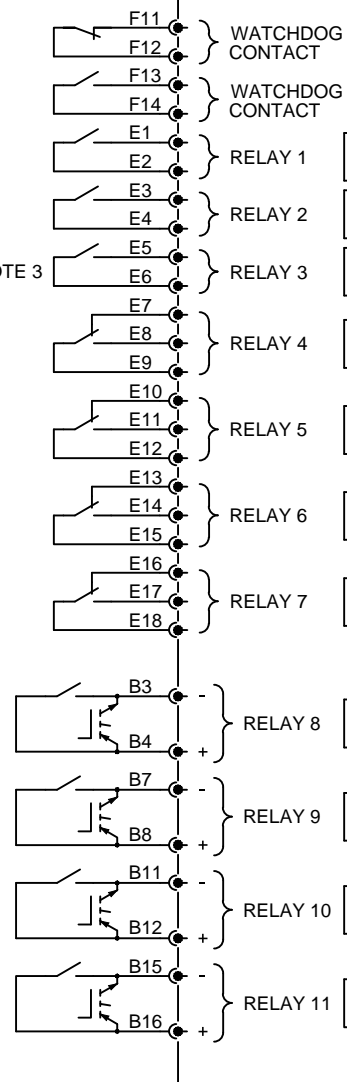 F11
F12
WATCHDOG
CONTACT
F13
F14
WATCHDOG
CONTACT
E1
E2
RELAY 1
E3
E4
RELAY 2
E5
OTE 3
E6
RELAY 3
E7
E8
E9
RELAY 4
E10
E11
E12
RELAY 5
E13
E14
E15
RELAY 6
E16
E17
E18
RELAY 7
B3 -
B4 +
RELAY 8
B7 -
B8 +
RELAY 9
B11 -
B12 +
RELAY 10
B15 -
B16 +
RELAY 11